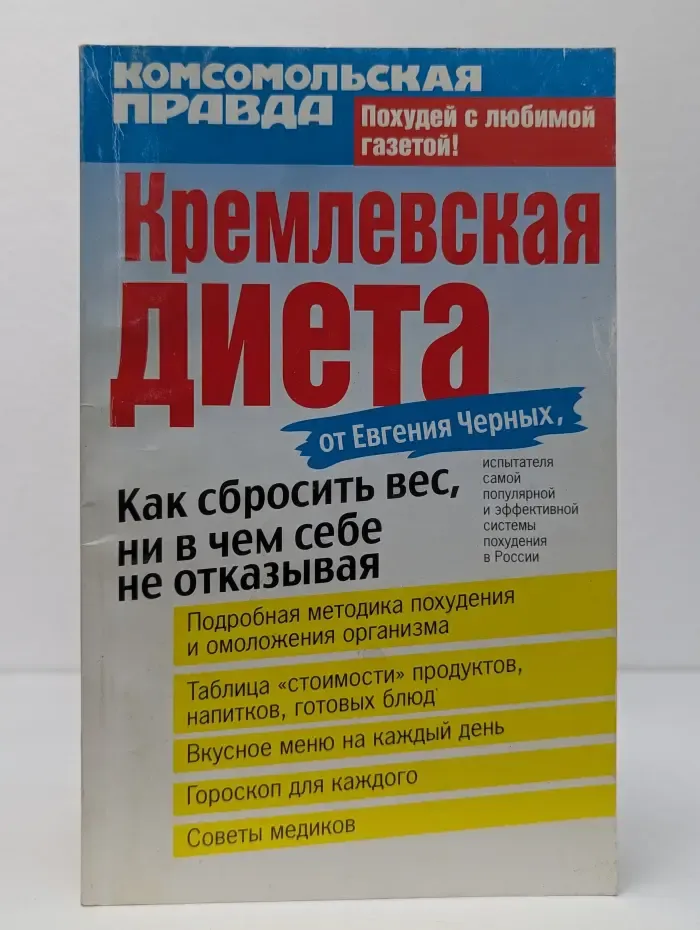 КОМСОМОЛЬСКАЯ
ПРАВДА
Похудей с любимой
газетой!
Кремлевская
диета
от Евгения Черных,
испытателя
самой
популярной
и эффективной
системы
похудения
в России
Как сбросить вес,
ни в чем себе
не отказывая
Подробная методика похудения
и омоложения организма
Таблица «стоимости» продуктов,
напитков, готовых блюд
Вкусное меню на каждый день
Гороскоп для каждого
Советы медиков